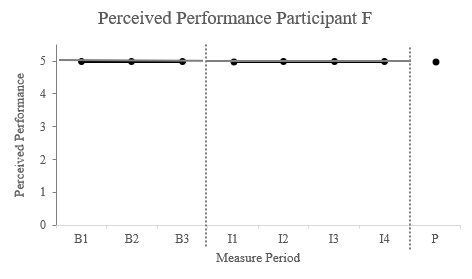 Perceived Performance Participant F
Perceived Performance
5
4
3
2
1
0
B1 B2 B3 I1 I2 I3 I4 P
Measure Period